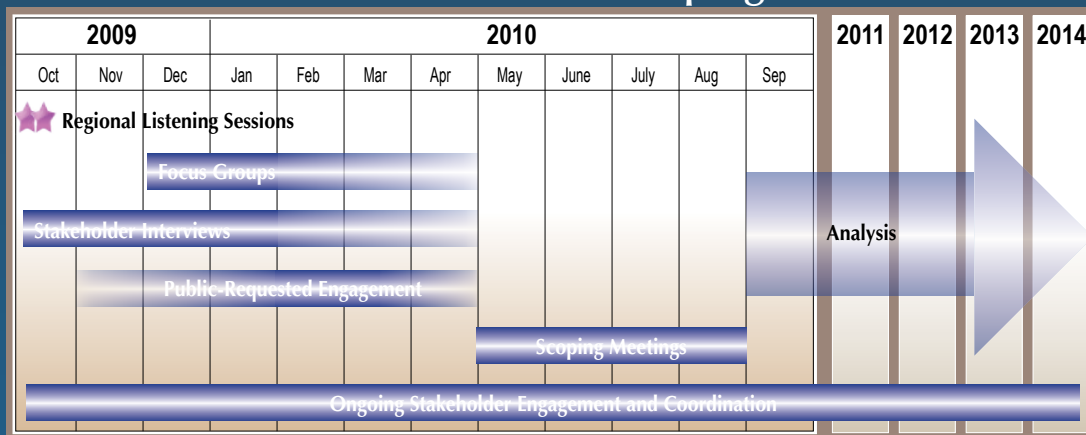 2009 2010 2011 2012 2013 2014
Oct Nov Dec Jan Feb Mar Apr May June July Aug Sep
Regional Listening Sessions
Focus Groups
Stakeholder Interviews
Analysis
Public-Requested Engagement
Scoping Meetings
Ongoing Stakeholder Engagement and Coordination